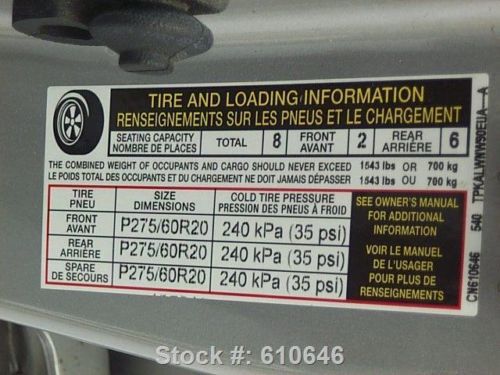 TIRE AND LOADING INFORMATION
RENSEIGNEMENTS SUR LES PNEUS ET LE CHARGEMENT
SEATING CAPACITY TOTAL 8 FRONT 2 REAR 6
NOMBRE DE PLACES AVANT ARRIÈRE
THE COMBINED WEIGHT OF OCCUPANTS AND CARGO SHOULD NEVER EXCEED 1543 lbs OR 700 kg
LE POIDS TOTAL DES OCCUPANTS ET DU CHARGEMENT NE DOIT JAMAIS DÉPASSER 1543 lbs OU 700 kg
TIRE SIZE COLD TIRE PRESSURE
PNEU DIMENSIONS PRESSION DES PNEUS À FROID
FRONT
AVANT P275/60R20 240 kPa (35 psi)
REAR
ARRIÈRE P275/60R20 240 kPa (35 psi)
SPARE
DE SECOURS P275/60R20 240 kPa (35 psi)
SEE OWNER'S MANUAL
FOR ADDITIONAL
INFORMATION
VOIR LE MANUEL
DE L'USAGER
POUR PLUS DE
RENSEIGNEMENTS
CN610646 540
Stock #: 610646